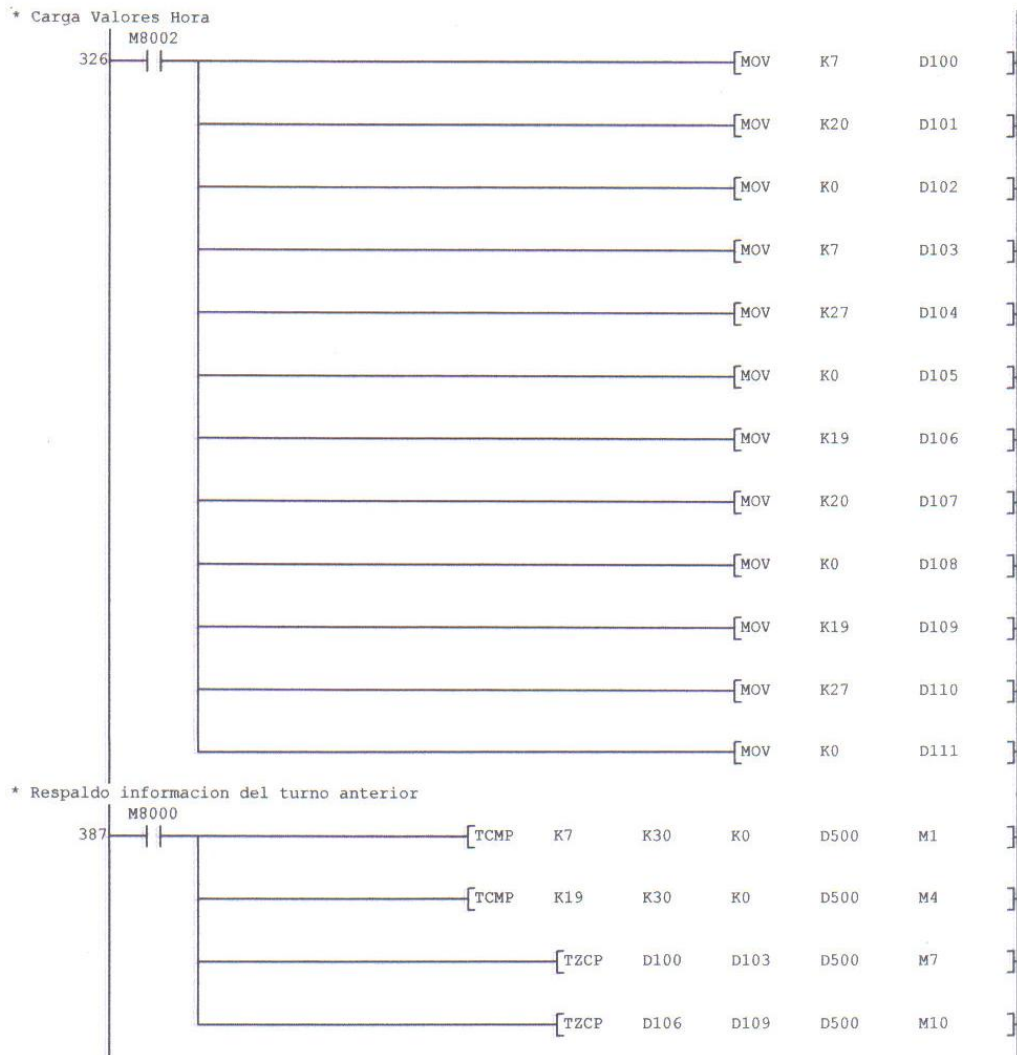 * Carga Valores Hora
M8002
326 [MOV K7 D100 ]
[MOV K20 D101 ]
[MOV K0 D102 ]
[MOV K7 D103 ]
[MOV K27 D104 ]
[MOV K0 D105 ]
[MOV K19 D106 ]
[MOV K20 D107 ]
[MOV K0 D108 ]
[MOV K19 D109 ]
[MOV K27 D110 ]
[MOV K0 D111 ]
* Respaldo informacion del turno anterior
M8000
387 [TCMP K7 K30 K0 D500 M1 ]
[TCMP K19 K30 K0 D500 M4 ]
[TZCP D100 D103 D500 M7 ]
[TZCP D106 D109 D500 M10 ]